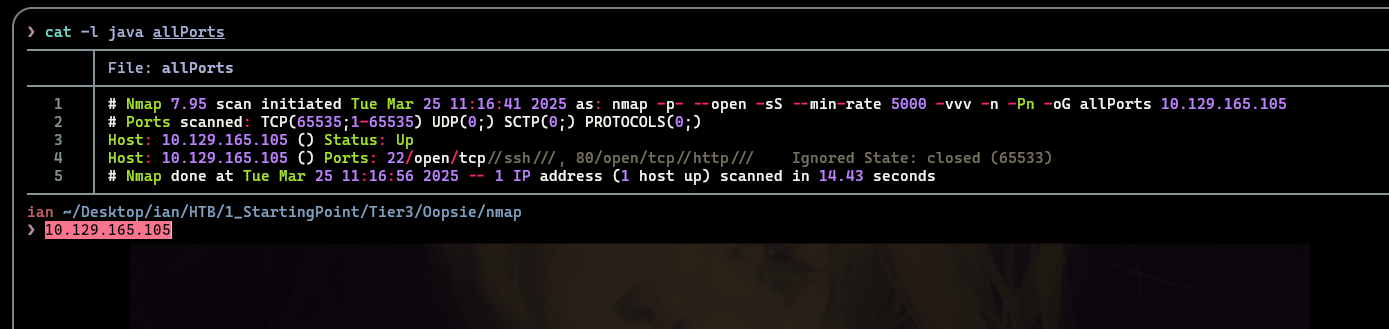 ❯ cat -l java allPorts
File: allPorts
1 # Nmap 7.95 scan initiated Tue Mar 25 11:16:41 2025 as: nmap -p- --open -sS --min-rate 5000 -vvv -n -Pn -oG allPorts 10.129.165.105
2 # Ports scanned: TCP(65535;1-65535) UDP(0;) SCTP(0;) PROTOCOLS(0;)
3 Host: 10.129.165.105 () Status: Up
4 Host: 10.129.165.105 () Ports: 22/open/tcp//ssh///, 80/open/tcp//http///    Ignored State: closed (65533)
5 # Nmap done at Tue Mar 25 11:16:56 2025 -- 1 IP address (1 host up) scanned in 14.43 seconds
ian ~/Desktop/ian/HTB/1_StartingPoint/Tier3/Oopsie/nmap
❯ 10.129.165.105